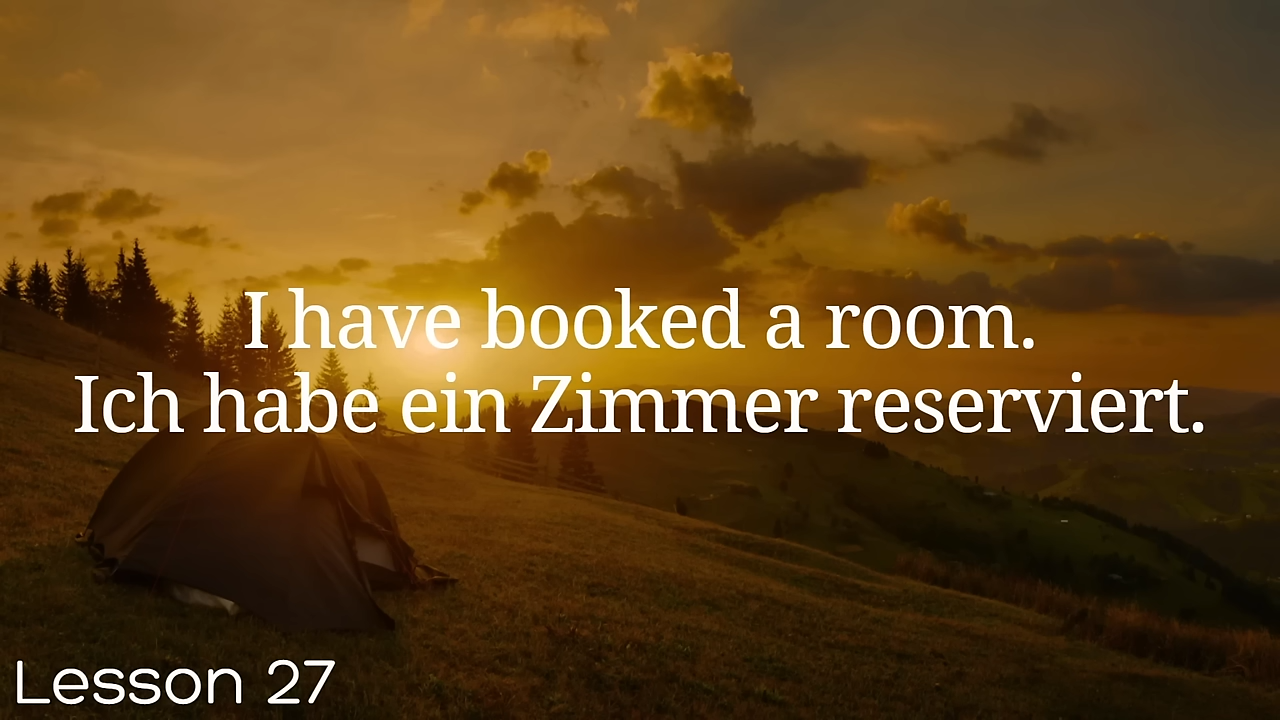 I have booked a room.
Ich habe ein Zimmer reserviert.
Lesson 27